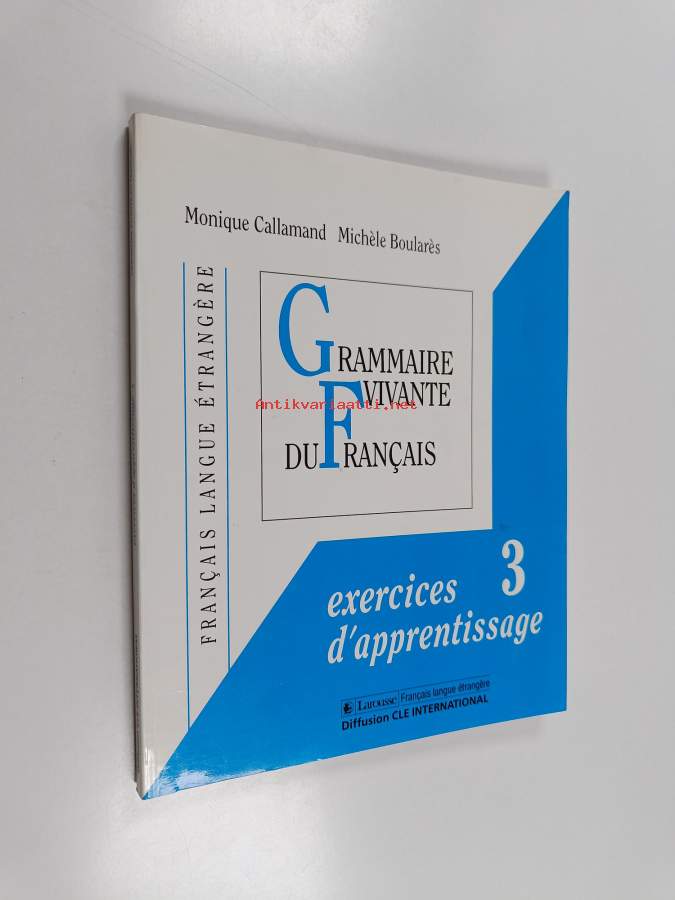 Monique Callamand Michèle Boularès
FRANÇAIS LANGUE ÉTRANGÈRE
GRAMMAIRE
VIVANTE
DU FRANÇAIS
Antikvariaatti.net
exercices 3
d'apprentissage
Larousse Français langue étrangère
Diffusion CLE INTERNATIONAL